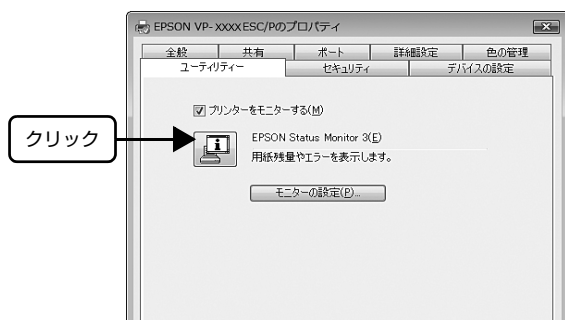 EPSON VP-XXXX ESC/Pのプロパティ
全般 共有 ポート 詳細設定 色の管理
ユーティリティー セキュリティ デバイスの設定
プリンターをモニターする(M)
クリック
EPSON Status Monitor 3(E)
用紙残量やエラーを表示します。
モニターの設定(P)...